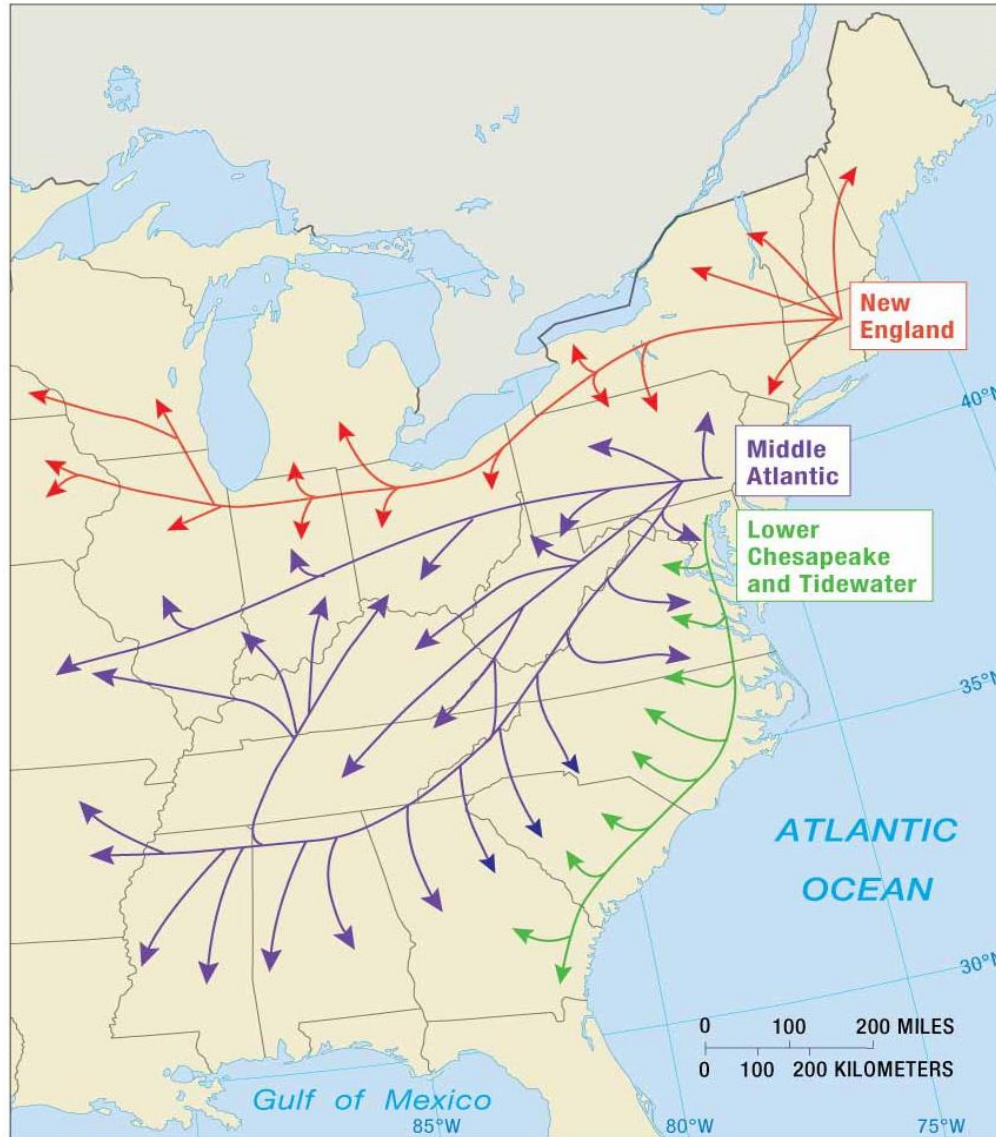 New
England
40°N
Middle
Atlantic
Lower
Chesapeake
and Tidewater
35°N
ATLANTIC
OCEAN
30°N
0 100 200 MILES
0 100 200 KILOMETERS
Gulf of Mexico
85°W
80°W
75°W